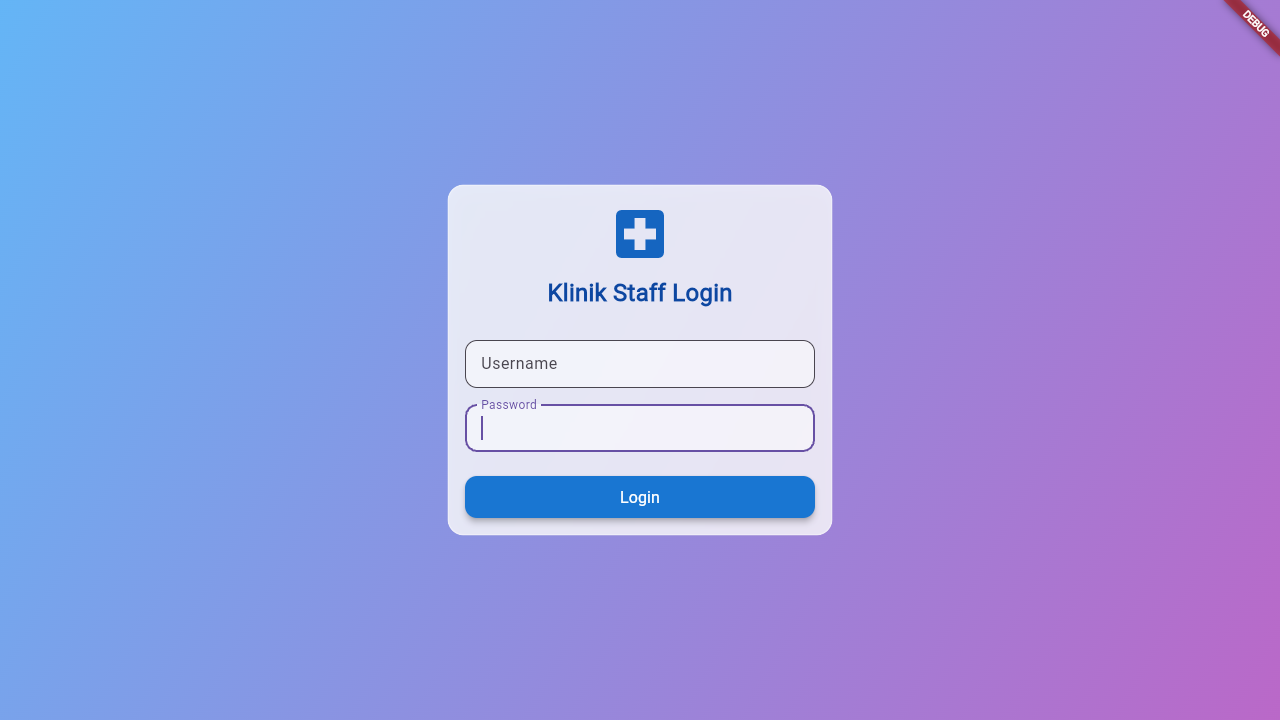 DEBUG
Klinik Staff Login
Username
Password
Login